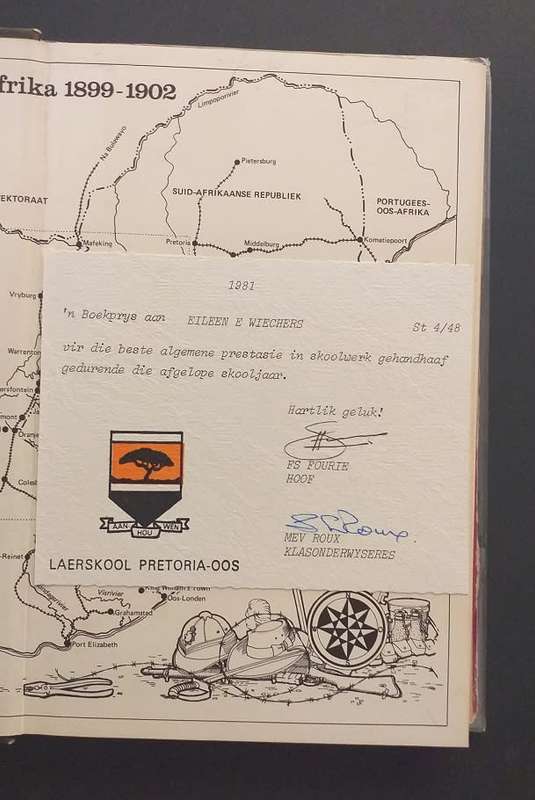 frika 1899-1902
Limpoporivier
Na Bulawayo
Pietersburg
SUID-AFRIKAANSE REPUBLIEK
EKTORAAT
PORTUGEES-
OOS-AFRIKA
Mafeking
Pretoria
Middelburg
Komatiepoort
Vryburg
Warrenton
1981
'n Boekprys aan EILEEN E WIECHERS
St 4/48
vir die beste algemene prestasie in skoolwerk gehandhaaf
gedurende die afgelope skooljaar.
Hartlik geluk!
FS FOURIE
HOOF
MEV ROUX
KLASONDERWYSERES
AAN HOU WEN
LAERSKOOL PRETORIA-OOS
-Reinet
Visrivier
Oos-Londen
Grahamsted
Port Elizabeth